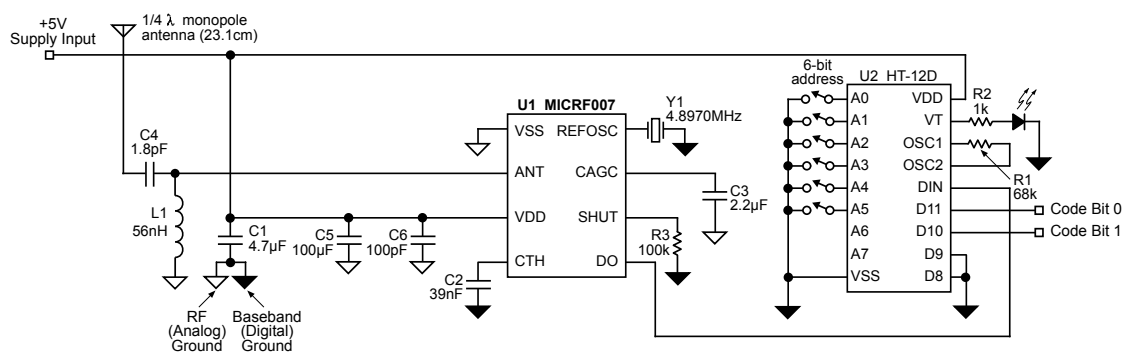 +5V
Supply Input
1/4 λ monopole
antenna (23.1cm)
C4
1.8pF
L1
56nH
C1
4.7µF
C5
100µF
C6
100pF
C2
39nF
RF
(Analog)
Ground
Baseband
(Digital)
Ground
U1 MICRF007
VSS
REFOSC
ANT
CAGC
VDD
SHUT
CTH
DO
Y1
4.8970MHz
C3
2.2µF
R3
100k
6-bit
address
U2 HT-12D
A0
VDD
A1
VT
A2
OSC1
A3
OSC2
A4
DIN
A5
D11
A6
D10
A7
D9
VSS
D8
R2
1k
R1
68k
Code Bit 0
Code Bit 1